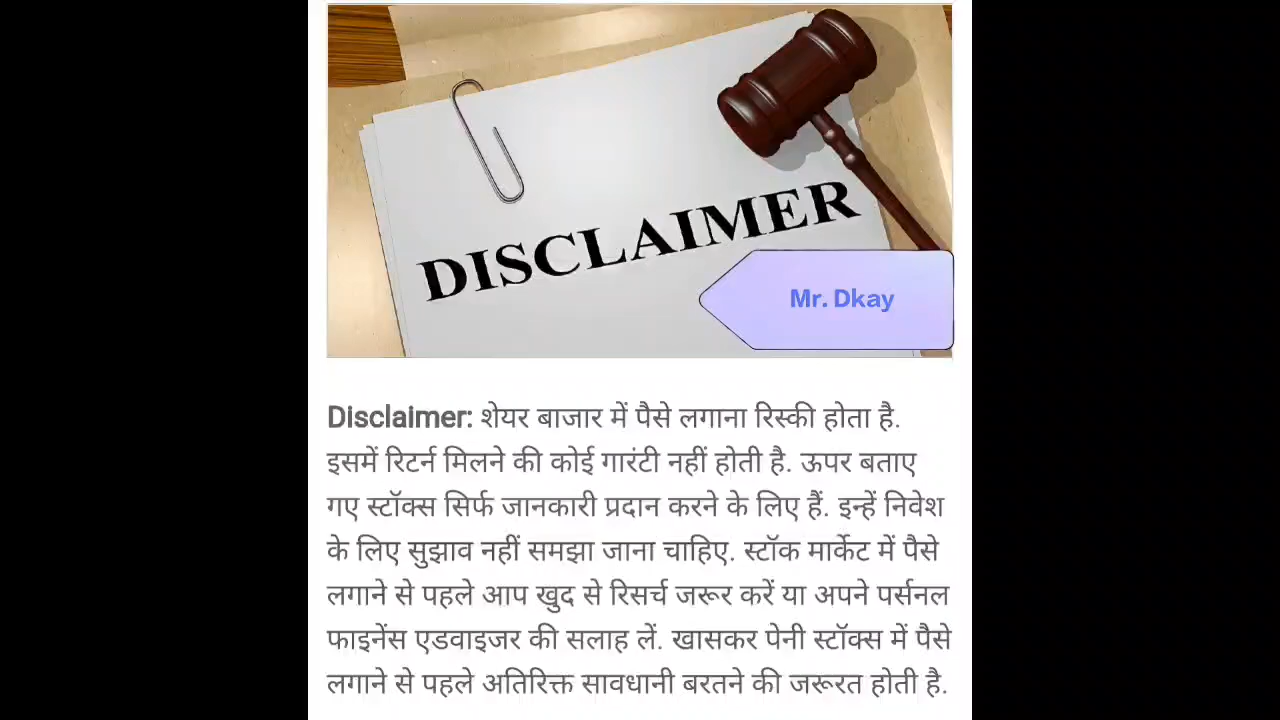 DISCLAIMER
Mr. Dkay
Disclaimer: शेयर बाजार में पैसे लगाना रिस्की होता है.
इसमें रिटर्न मिलने की कोई गारंटी नहीं होती है. ऊपर बताए
गए स्टॉक्स सिर्फ जानकारी प्रदान करने के लिए हैं. इन्हें निवेश
के लिए सुझाव नहीं समझा जाना चाहिए. स्टॉक मार्केट में पैसे
लगाने से पहले आप खुद से रिसर्च जरूर करें या अपने पर्सनल
फाइनेंस एडवाइजर की सलाह लें. खासकर पेनी स्टॉक्स में पैसे
लगाने से पहले अतिरिक्त सावधानी बरतने की जरूरत होती है.